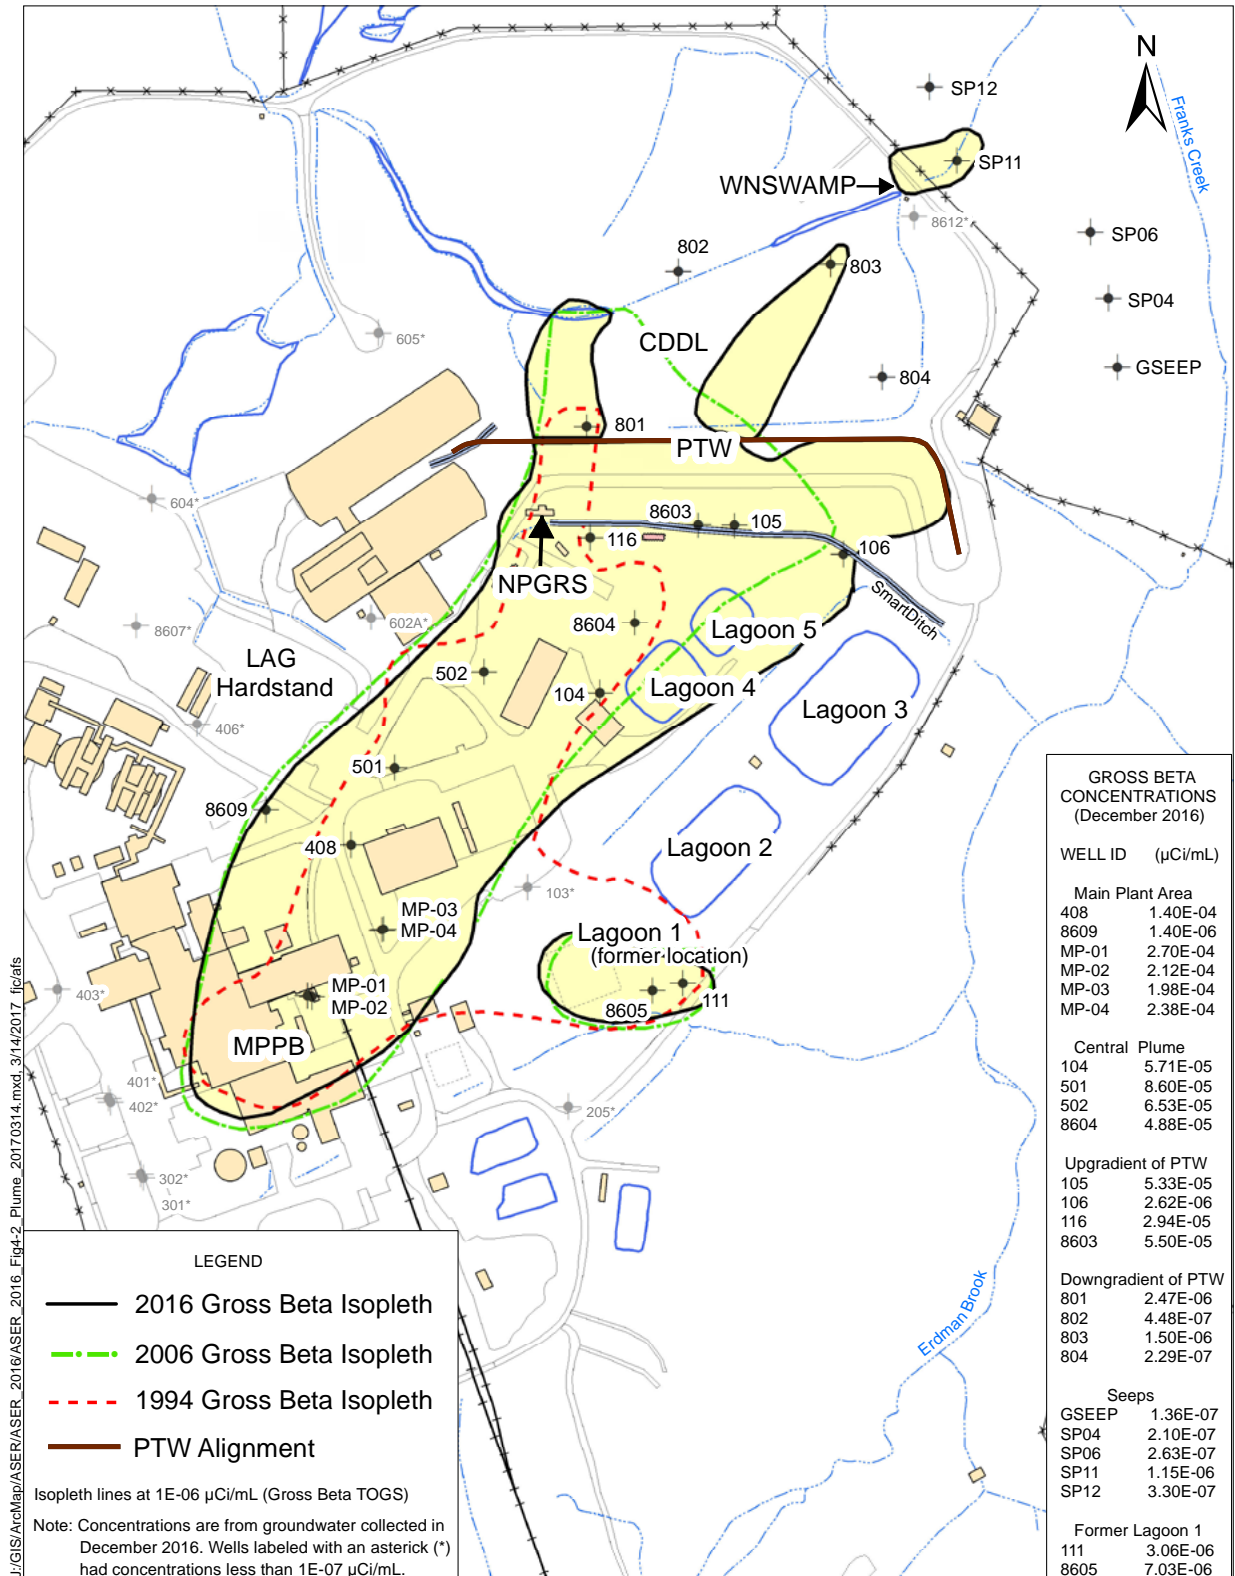 N
SP12
Franks Creek
SP11
WNSWAMP
8612*
SP06
802
803
SP04
605*
CDDL
GSEEP
804
801
PTW
604*
8603
105
116
106
NPGRS
SmartDitch
8607*
602A*
8604
Lagoon 5
LAG
Hardstand
502
Lagoon 4
104
Lagoon 3
406*
501
8609
408
Lagoon 2
103*
MP-03
MP-04
Lagoon 1
(former location)
403*
MP-01
MP-02
8605
111
MPPB
401*
402*
205*
302*
301*
Erdman Brook
GROSS BETA
CONCENTRATIONS
(December 2016)
WELL ID (µCi/mL)
Main Plant Area
408 1.40E-04
8609 1.40E-06
MP-01 2.70E-04
MP-02 2.12E-04
MP-03 1.98E-04
MP-04 2.38E-04
Central Plume
104 5.71E-05
501 8.60E-05
502 6.53E-05
8604 4.88E-05
Upgradient of PTW
105 5.33E-05
106 2.62E-06
116 2.94E-05
8603 5.50E-05
Downgradient of PTW
801 2.47E-06
802 4.48E-07
803 1.50E-06
804 2.29E-07
Seeps
GSEEP 1.36E-07
SP04 2.10E-07
SP06 2.63E-07
SP11 1.15E-06
SP12 3.30E-07
Former Lagoon 1
111 3.06E-06
8605 7.03E-06
LEGEND
2016 Gross Beta Isopleth
2006 Gross Beta Isopleth
1994 Gross Beta Isopleth
PTW Alignment
Isopleth lines at 1E-06 µCi/mL (Gross Beta TOGS)
Note: Concentrations are from groundwater collected in
December 2016. Wells labeled with an asterick (*)
had concentrations less than 1E-07 µCi/mL.
J:/GIS/ArcMap/ASER/ASER_2016/ASER_2016_Fig4-2_Plume_20170314.mxd_3/14/2017_fjc/afs